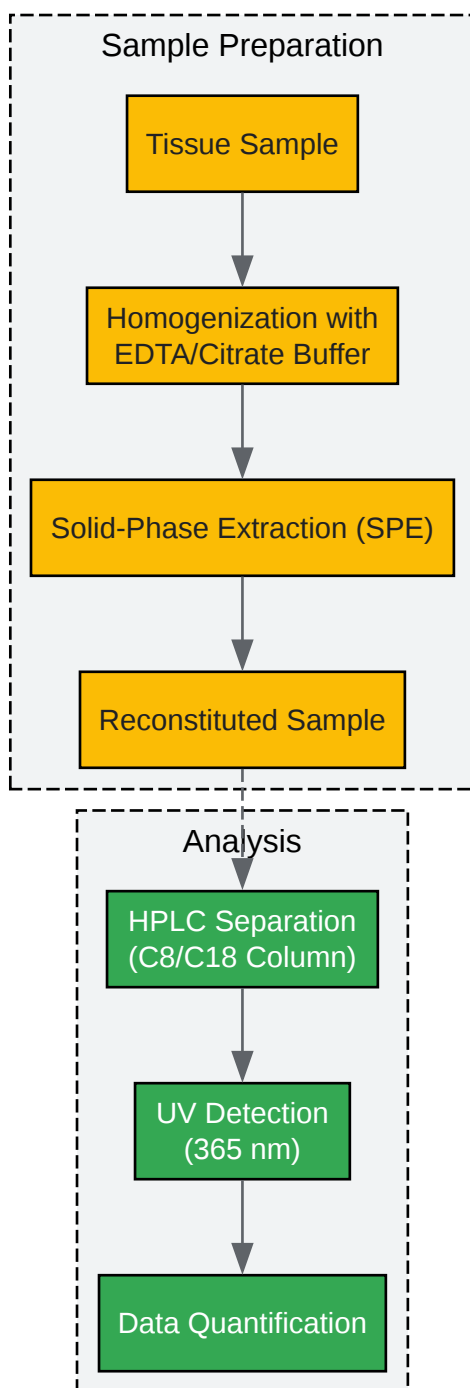 Sample Preparation
Tissue Sample
Homogenization with
EDTA/Citrate Buffer
Solid-Phase Extraction (SPE)
Reconstituted Sample
Analysis
HPLC Separation
(C8/C18 Column)
UV Detection
(365 nm)
Data Quantification